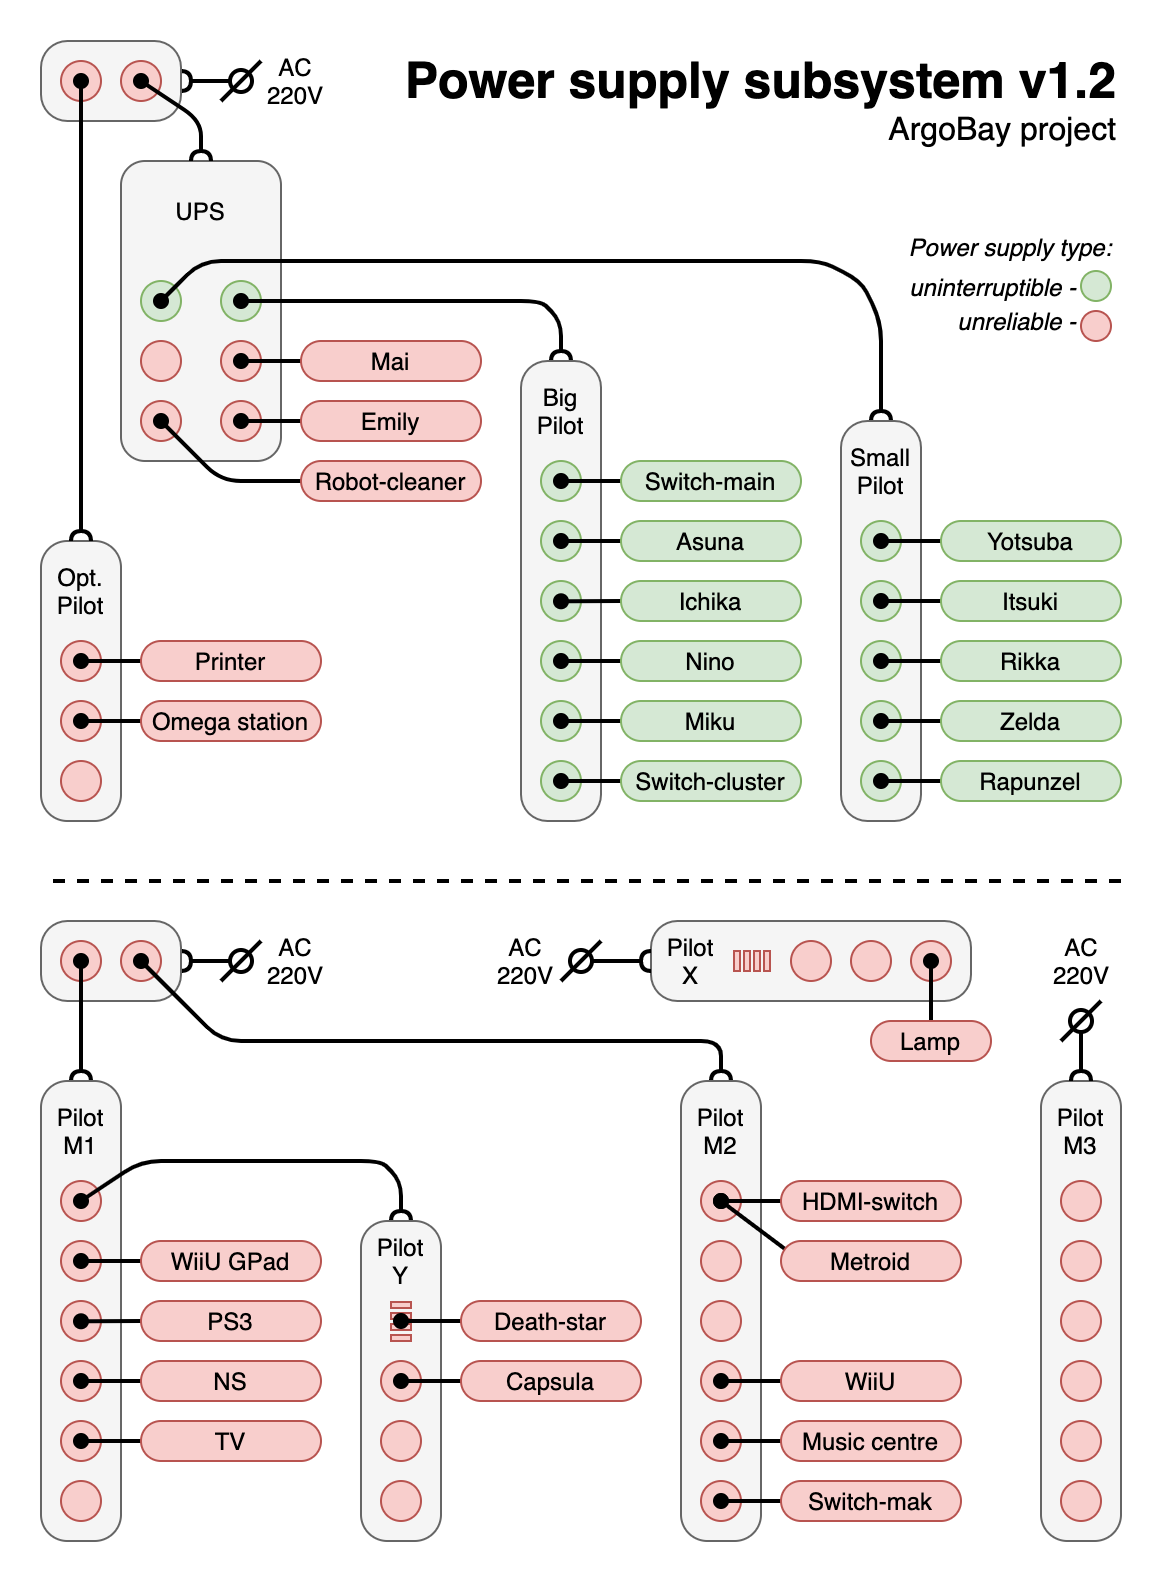 AC
220V
Power supply subsystem v1.2
ArgoBay project
UPS
Power supply type:
uninterruptible -
unreliable -
Mai
Emily
Robot-cleaner
Big
Pilot
Switch-main
Asuna
Ichika
Nino
Miku
Switch-cluster
Small
Pilot
Yotsuba
Itsuki
Rikka
Zelda
Rapunzel
Opt.
Pilot
Printer
Omega station
AC
220V
AC
220V
Pilot
X
Lamp
AC
220V
Pilot
M1
WiiU GPad
PS3
NS
TV
Pilot
Y
Death-star
Capsula
Pilot
M2
HDMI-switch
Metroid
WiiU
Music centre
Switch-mak
Pilot
M3